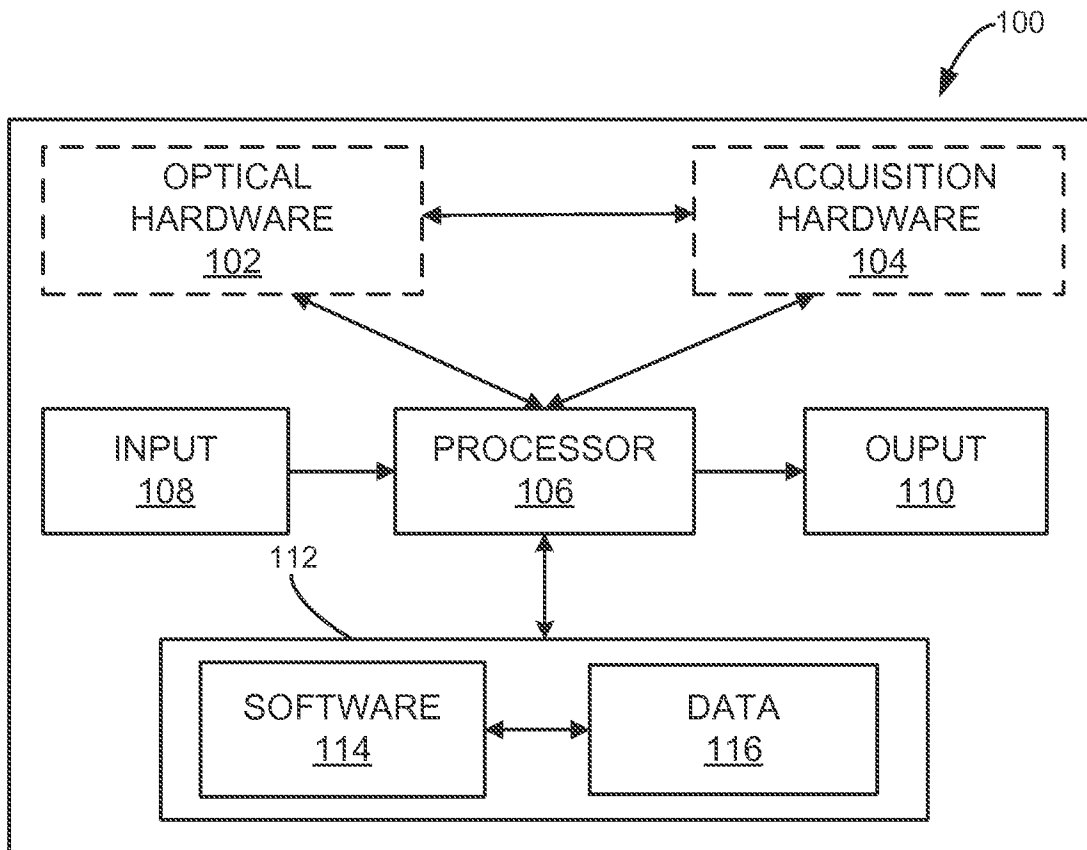 100
OPTICAL
HARDWARE
102
ACQUISITION
HARDWARE
104
INPUT
108
PROCESSOR
106
OUPUT
110
112
SOFTWARE
114
DATA
116